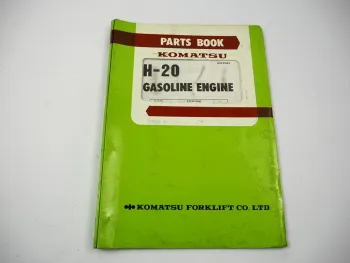 PARTS BOOK
KOMATSU
H-20
GASOLINE ENGINE
KOMATSU FORKLIFT CO. LTD